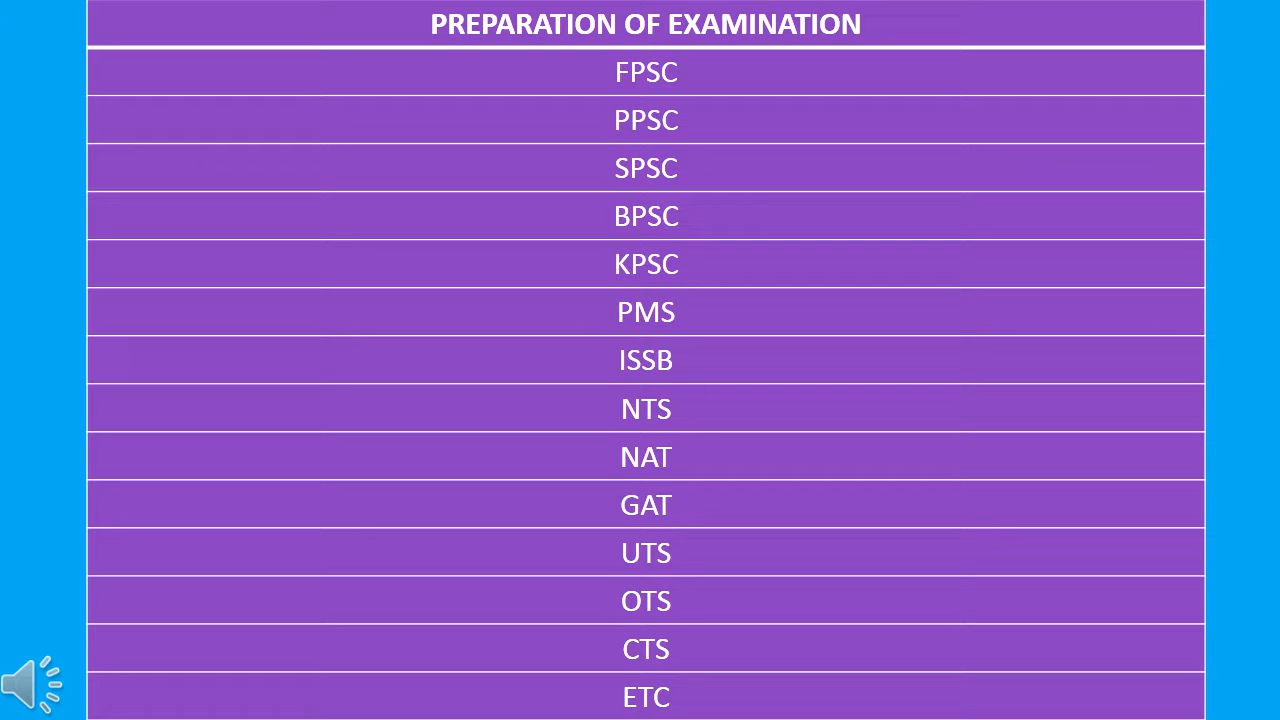 PREPARATION OF EXAMINATION
FPSC
PPSC
SPSC
BPSC
KPSC
PMS
ISSB
NTS
NAT
GAT
UTS
OTS
CTS
ETC